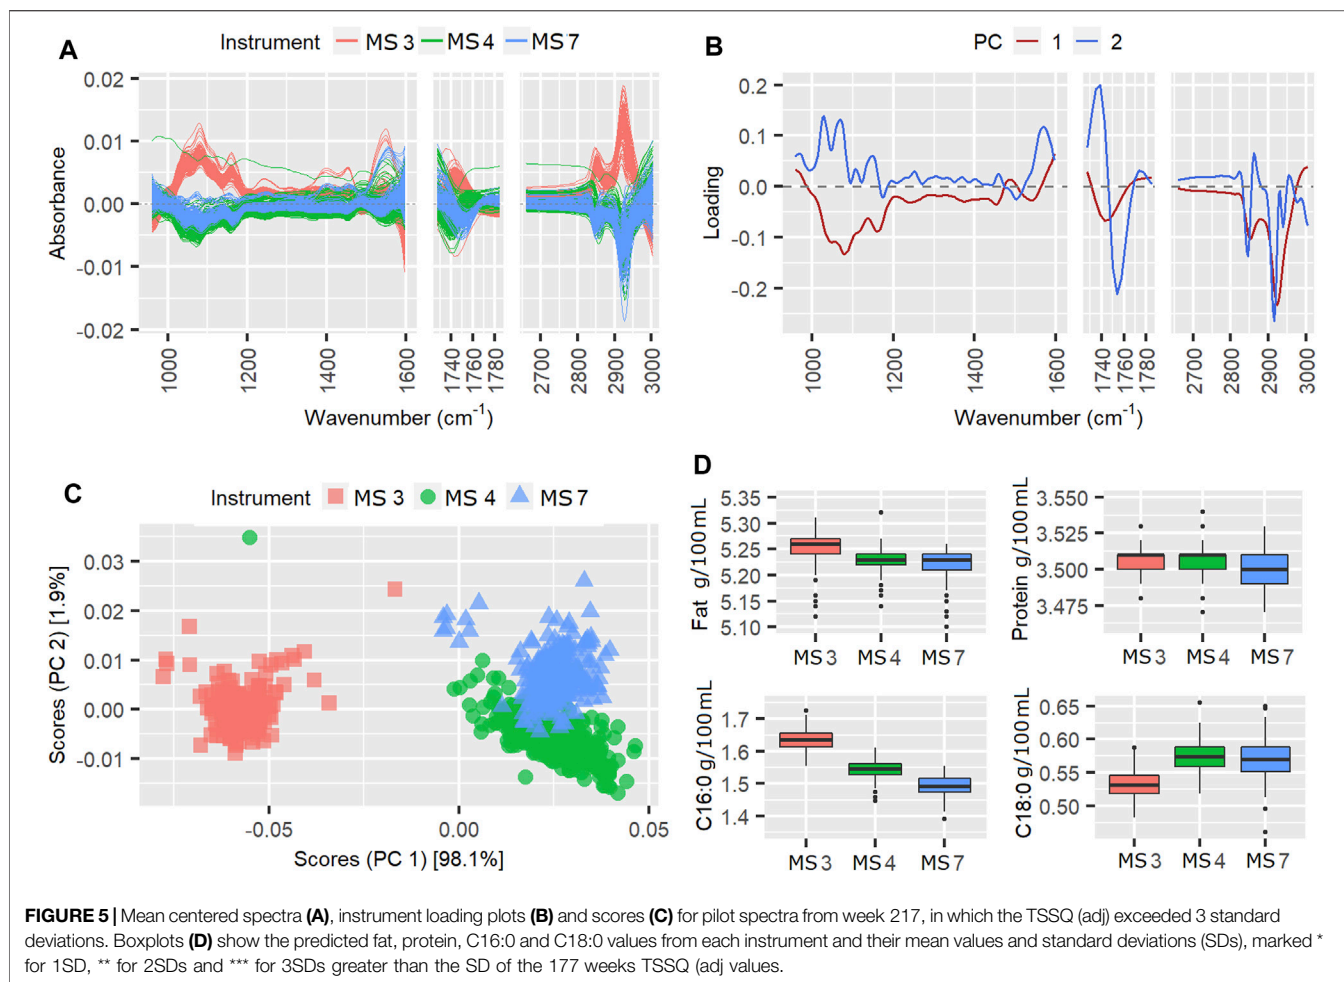 A
Instrument MS 3 MS 4 MS 7
Absorbance
0.02
0.01
0.00
-0.01
-0.02
1000 1200 1400 1600 1740 1760 1780 2700 2800 2900 3000
Wavenumber (cm-1)
B
PC 1 2
Loading
0.2
0.1
0.0
-0.1
-0.2
1000 1200 1400 1600 1740 1760 1780 2700 2800 2900 3000
Wavenumber (cm-1)
C
Instrument MS 3 MS 4 MS 7
Scores (PC 2) [1.9%]
0.03
0.02
0.01
0.00
-0.01
-0.05 0.00 0.05
Scores (PC 1) [98.1%]
D
Fat g/100 mL
5.35
5.30
5.25
5.20
5.15
5.10
MS 3 MS 4 MS 7
Protein g/100 mL
3.550
3.525
3.500
3.475
MS 3 MS 4 MS 7
C16:0 g/100 mL
1.7
1.6
1.5
1.4
MS 3 MS 4 MS 7
C18:0 g/100 mL
0.65
0.60
0.55
0.50
MS 3 MS 4 MS 7
FIGURE 5 | Mean centered spectra (A), instrument loading plots (B) and scores (C) for pilot spectra from week 217, in which the TSSQ (adj) exceeded 3 standard
deviations. Boxplots (D) show the predicted fat, protein, C16:0 and C18:0 values from each instrument and their mean values and standard deviations (SDs), marked *
for 1SD, ** for 2SDs and *** for 3SDs greater than the SD of the 177 weeks TSSQ (adj values.